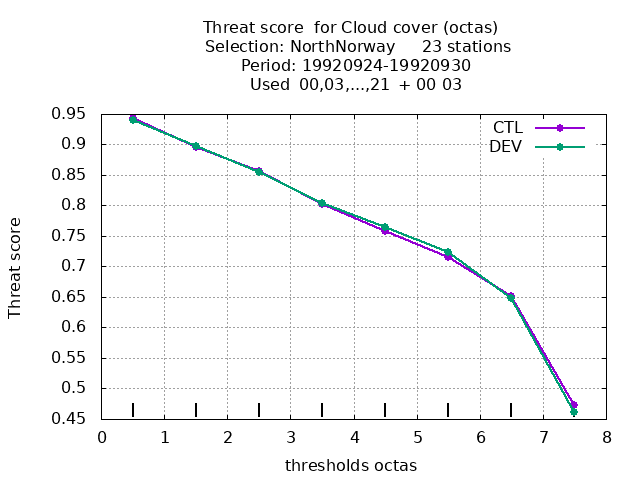 Threat score  for Cloud cover (octas)
Selection: NorthNorway     23 stations
Period: 19920924-19920930
Used  00,03,...,21  + 00 03
CTL
DEV
Threat score
0.95
0.9
0.85
0.8
0.75
0.7
0.65
0.6
0.55
0.5
0.45
0 1 2 3 4 5 6 7 8
thresholds octas